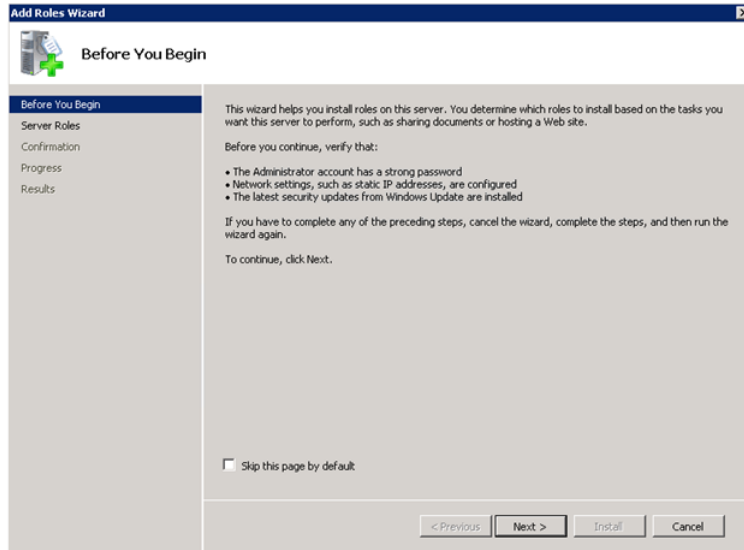 Add Roles Wizard
Before You Begin
Before You Begin
Server Roles
Confirmation
Progress
Results
This wizard helps you install roles on this server. You determine which roles to install based on the tasks you
want this server to perform, such as sharing documents or hosting a Web site.
Before you continue, verify that:
• The Administrator account has a strong password
• Network settings, such as static IP addresses, are configured
• The latest security updates from Windows Update are installed
If you have to complete any of the preceding steps, cancel the wizard, complete the steps, and then run the
wizard again.
To continue, click Next.
Skip this page by default
< Previous Next > Install Cancel